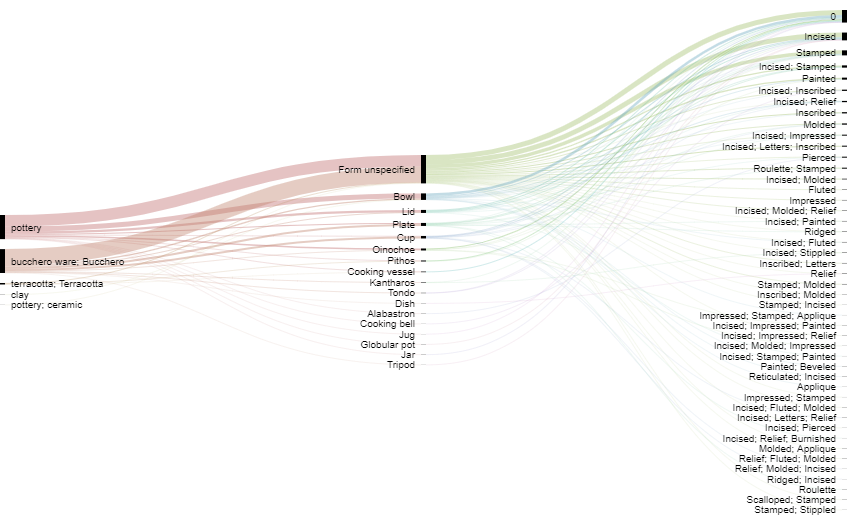 pottery
bucchero ware; Bucchero
terracotta; Terracotta
clay
pottery; ceramic
Form unspecified
Bowl
Lid
Plate
Cup
Oinochoe
Pithos
Cooking vessel
Kantharos
Tondo
Dish
Alabastron
Cooking bell
Jug
Globular pot
Jar
Tripod
0
Incised
Stamped
Incised; Stamped
Painted
Incised; Inscribed
Incised; Relief
Inscribed
Molded
Incised; Impressed
Incised; Letters; Inscribed
Pierced
Roulette; Stamped
Incised; Molded
Fluted
Impressed
Incised; Molded; Relief
Incised; Painted
Ridged
Incised; Fluted
Incised; Stippled
Inscribed; Letters
Relief
Stamped; Molded
Inscribed; Molded
Stamped; Incised
Impressed; Stamped; Applique
Incised; Impressed; Painted
Incised; Impressed; Relief
Incised; Molded; Impressed
Incised; Stamped; Painted
Painted; Beveled
Reticulated; Incised
Applique
Impressed; Stamped
Incised; Fluted; Molded
Incised; Letters; Relief
Incised; Pierced
Incised; Relief; Burnished
Molded; Applique
Relief; Fluted; Molded
Relief; Molded; Incised
Ridged; Incised
Roulette
Scalloped; Stamped
Stamped; Stippled